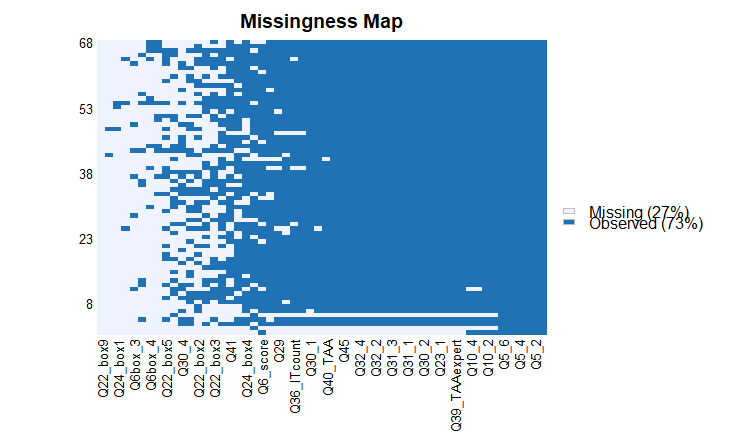 Missingness Map
68
53
38
23
8
Missing (27%)
Observed (73%)
Q22_box9
Q24_box1
Q6box_3
Q6box_4
Q22_box5
Q30_4
Q22_box2
Q22_box3
Q41
Q24_box4
Q6_score
Q29
Q36_ITcount
Q30_1
Q40_TAA
Q45
Q32_4
Q32_2
Q31_3
Q31_1
Q30_2
Q23_1
Q39_TAAexpert
Q10_4
Q10_2
Q5_6
Q5_4
Q5_2